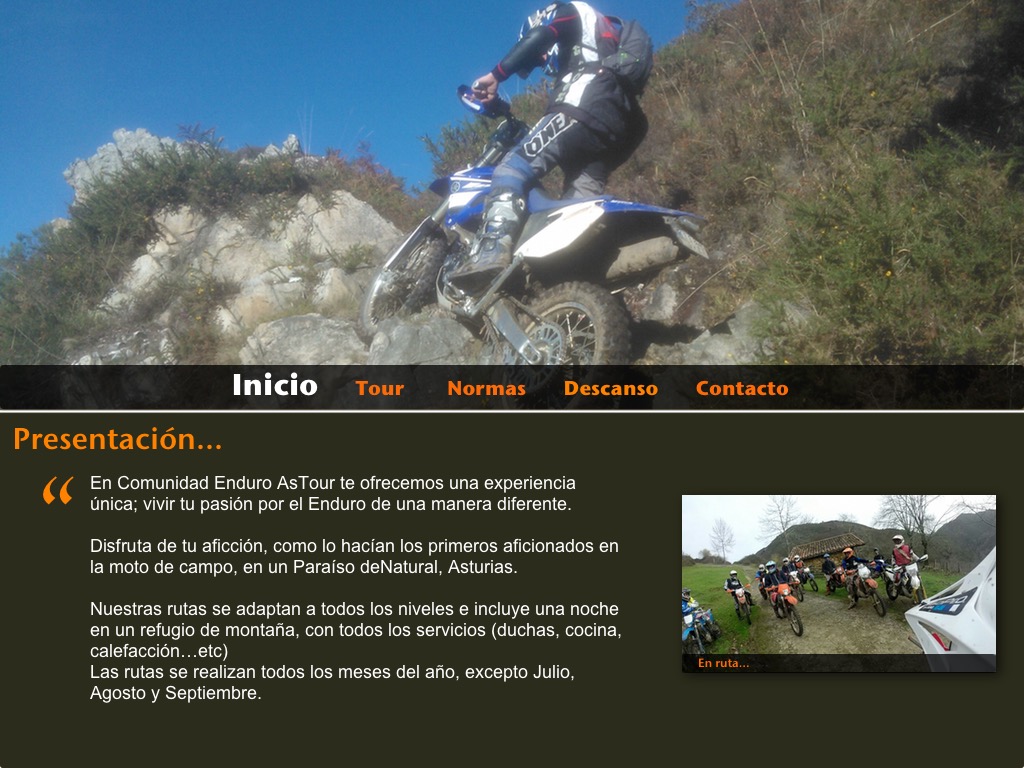 ONE
Inicio Tour Normas Descanso Contacto
Presentación...
“ En Comunidad Enduro AsTour te ofrecemos una experiencia
única; vivir tu pasión por el Enduro de una manera diferente.
Disfruta de tu aficción, como lo hacían los primeros aficionados en
la moto de campo, en un Paraíso deNatural, Asturias.
Nuestras rutas se adaptan a todos los niveles e incluye una noche
en un refugio de montaña, con todos los servicios (duchas, cocina,
calefacción…etc)
Las rutas se realizan todos los meses del año, excepto Julio,
Agosto y Septiembre.
En ruta...